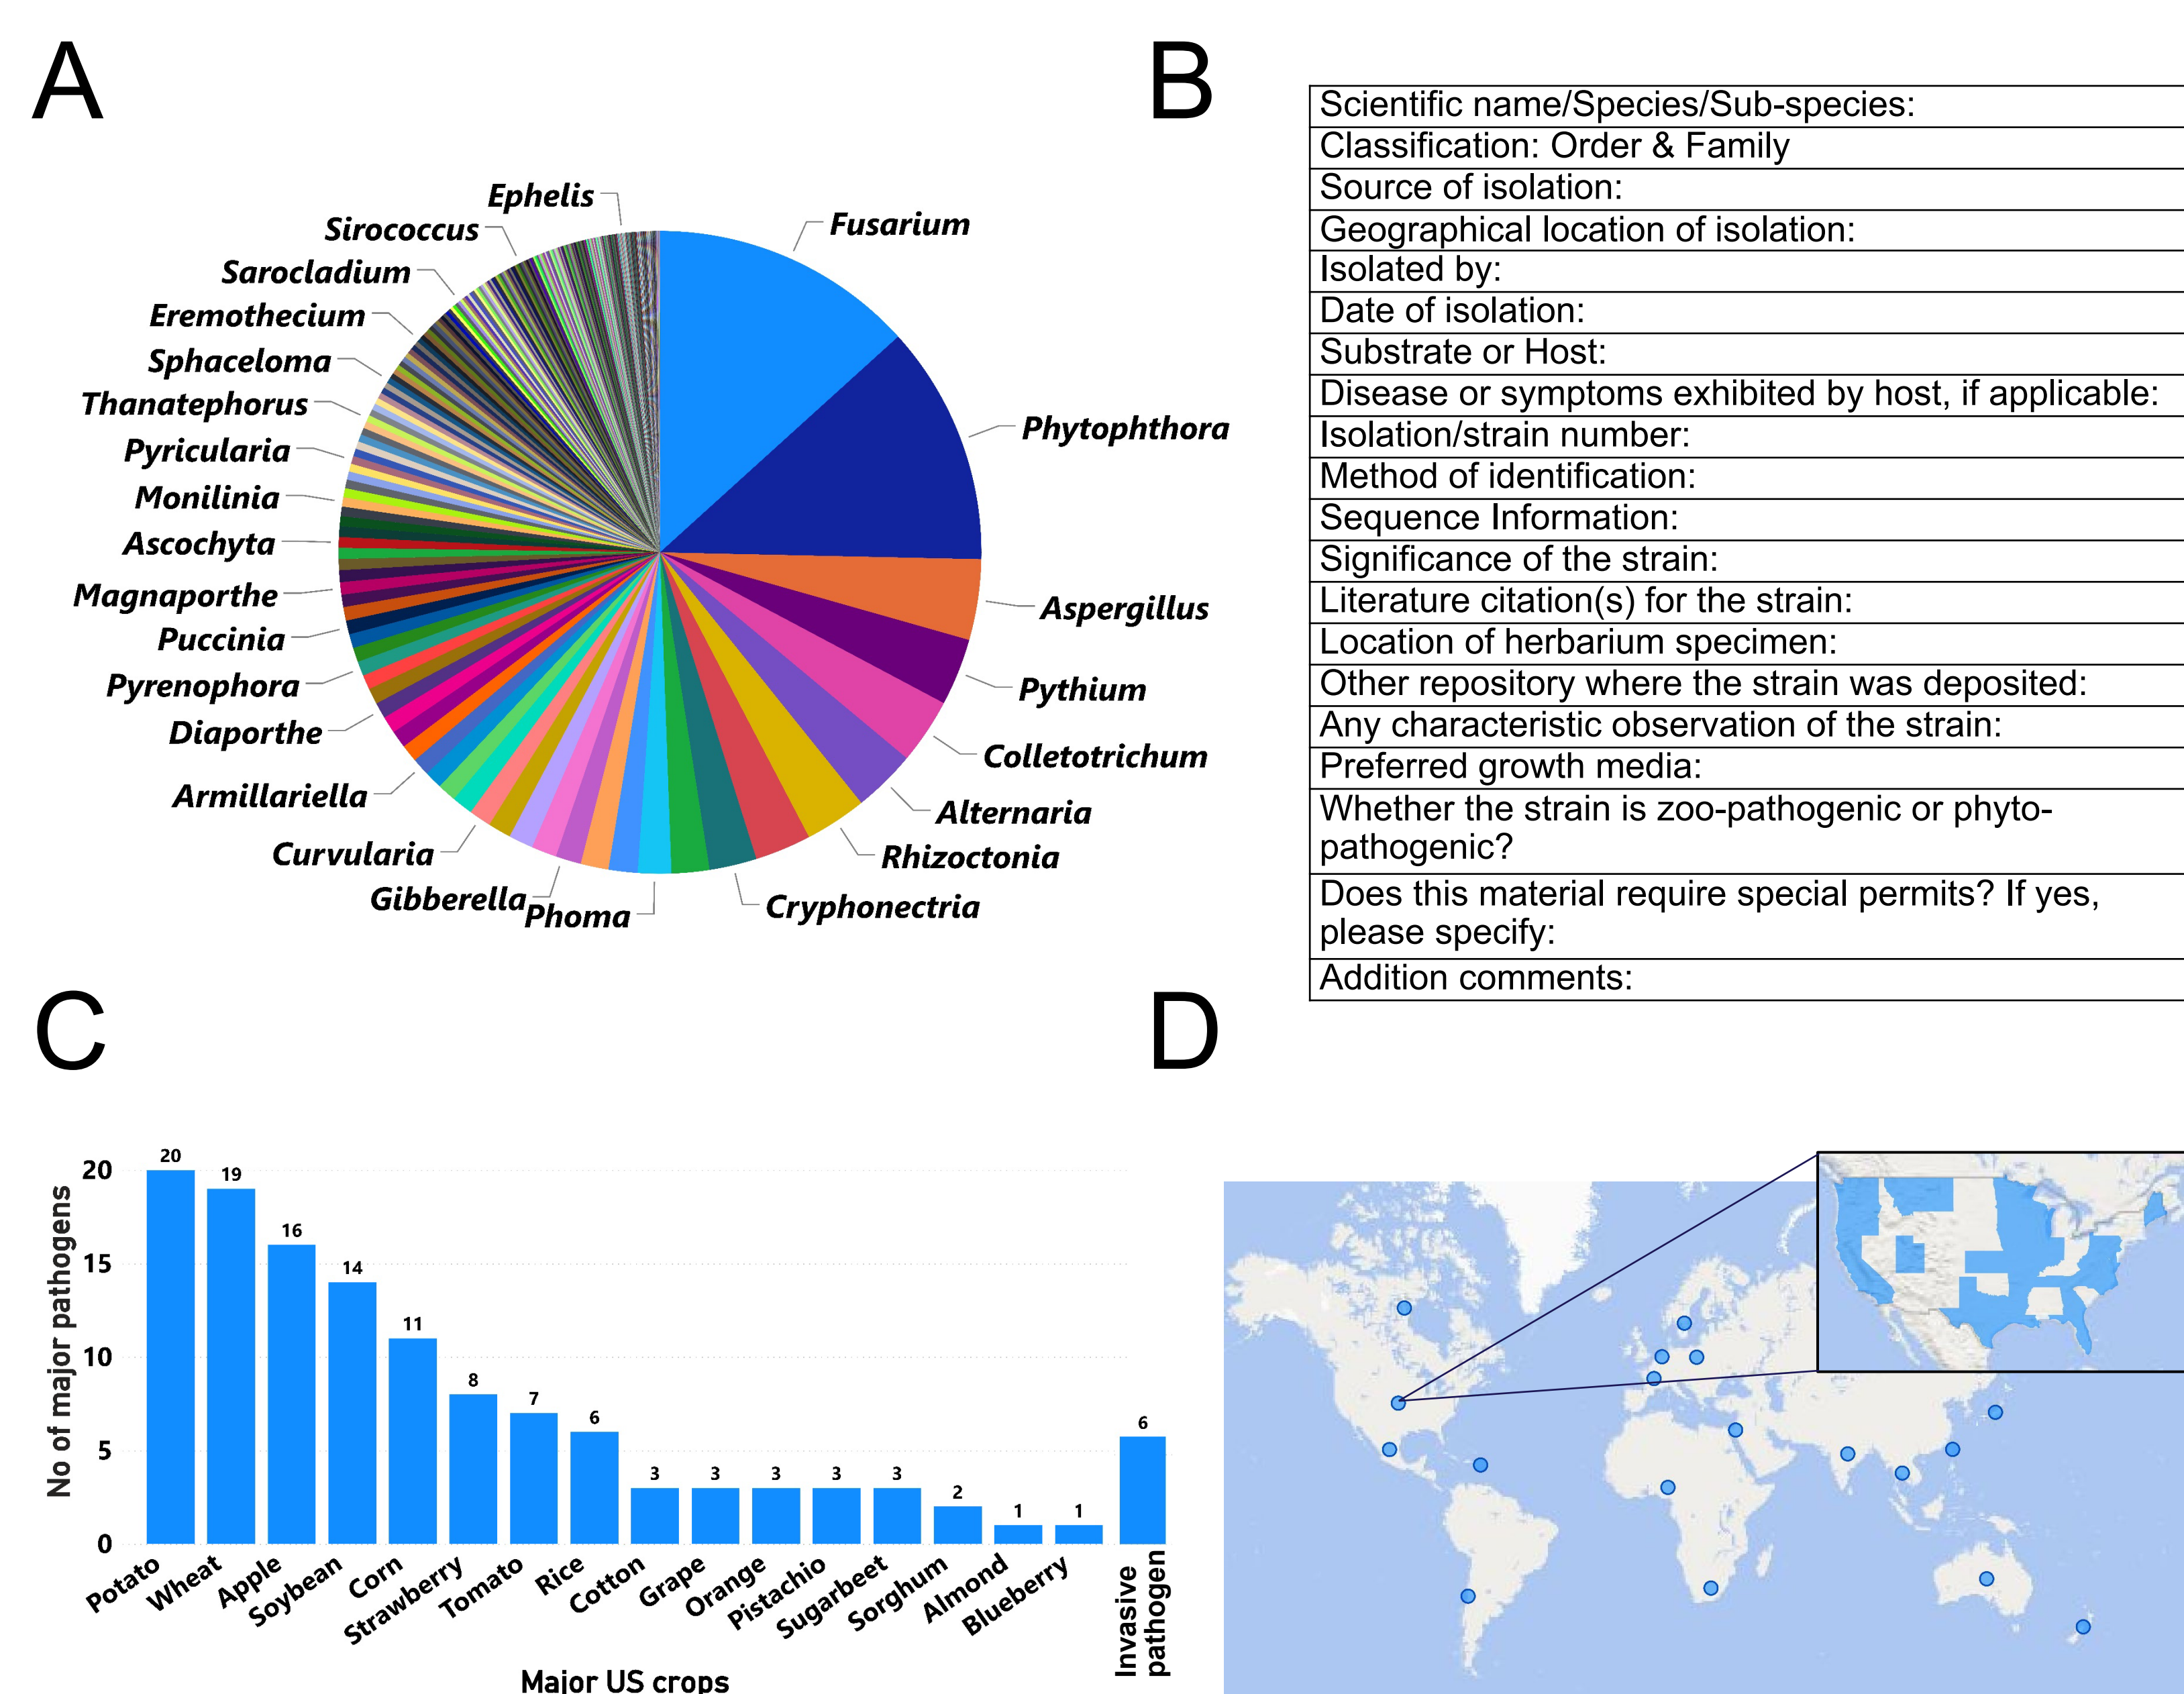 A
Ephelis
Sirococcus
Sarocladium
Eremothecium
Sphaceloma
Thanatephorus
Pyricularia
Monilinia
Ascochyta
Magnaporthe
Puccinia
Pyrenophora
Diaporthe
Armillariella
Curvularia
Gibberella
Phoma
Fusarium
Phytophthora
Aspergillus
Pythium
Colletotrichum
Alternaria
Rhizoctonia
Cryphonectria
B
Scientific name/Species/Sub-species:
Classification: Order & Family
Source of isolation:
Geographical location of isolation:
Isolated by:
Date of isolation:
Substrate or Host:
Disease or symptoms exhibited by host, if applicable:
Isolation/strain number:
Method of identification:
Sequence Information:
Significance of the strain:
Literature citation(s) for the strain:
Location of herbarium specimen:
Other repository where the strain was deposited:
Any characteristic observation of the strain:
Preferred growth media:
Whether the strain is zoo-pathogenic or phyto-
pathogenic?
Does this material require special permits? If yes,
please specify:
Addition comments:
C
No of major pathogens
20
15
10
5
0
20
19
16
14
11
8
7
6
3
3
3
3
3
2
1
1
6
Potato
Wheat
Apple
Soybean
Corn
Strawberry
Tomato
Rice
Cotton
Grape
Orange
Pistachio
Sugarbeet
Sorghum
Almond
Blueberry
Invasive
pathogen
Major US crops
D